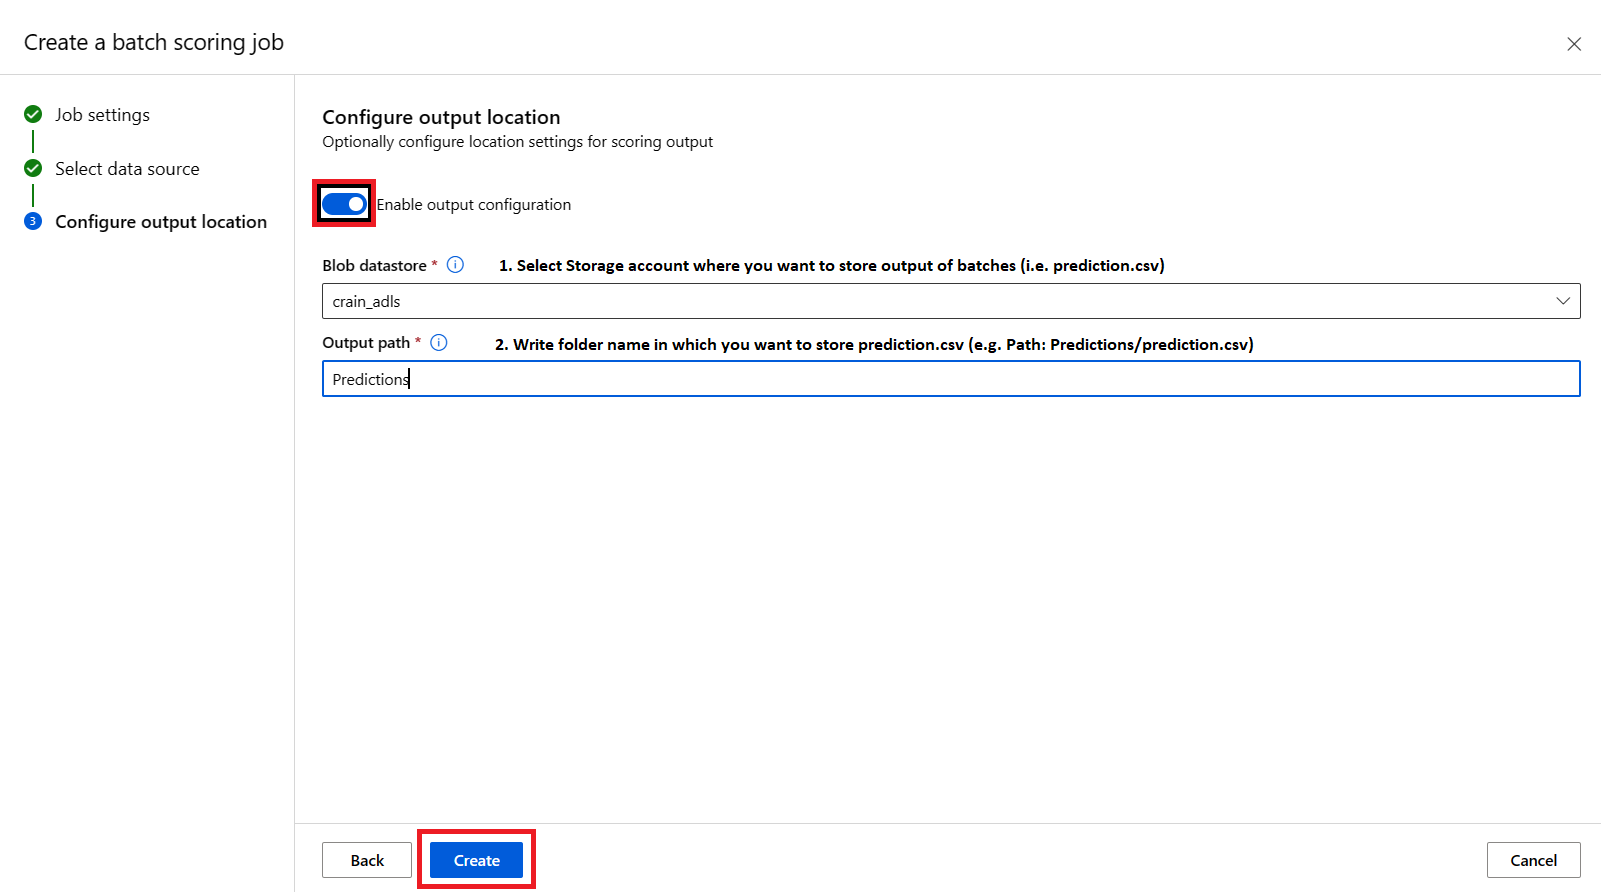 Create a batch scoring job
Job settings
Select data source
3 Configure output location
Configure output location
Optionally configure location settings for scoring output
Enable output configuration
Blob datastore * 1. Select Storage account where you want to store output of batches (i.e. prediction.csv)
crain_adls
Output path * 2. Write folder name in which you want to store prediction.csv (e.g. Path: Predictions/prediction.csv)
Predictions
Back Create Cancel